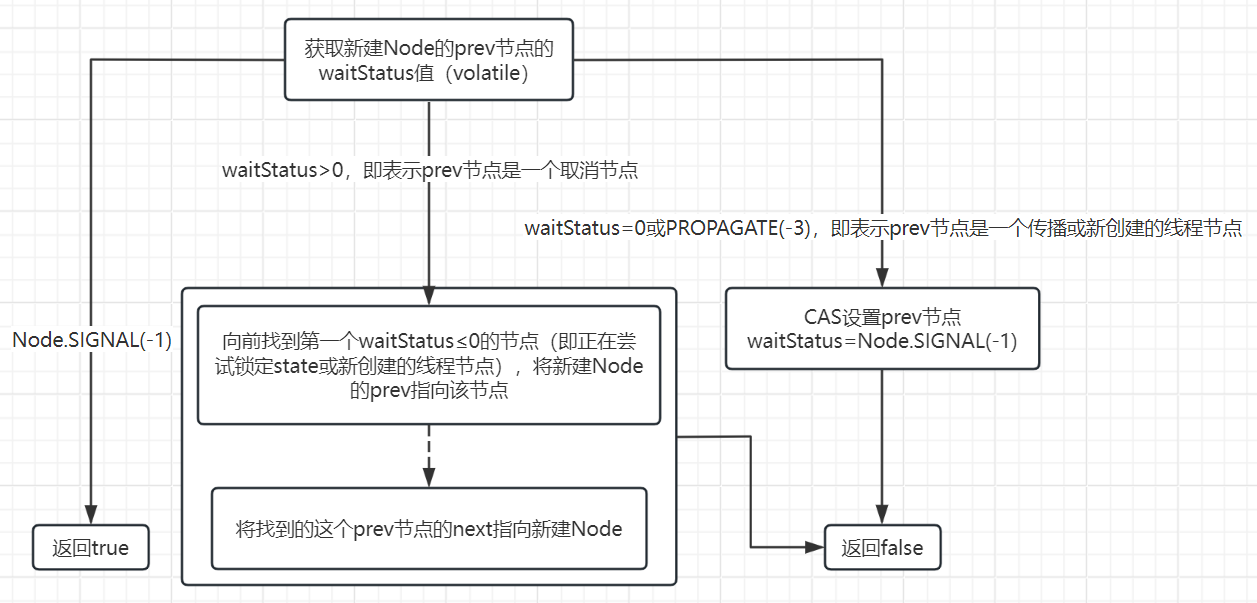 获取新建Node的prev节点的
waitStatus值（volatile）
waitStatus>0，即表示prev节点是一个取消节点
waitStatus=0或PROPAGATE(-3)，即表示prev节点是一个传播或新创建的线程节点
Node.SIGNAL(-1)
向前找到第一个waitStatus≤0的节点（即正在尝
试锁定state或新创建的线程节点），将新建Node
的prev指向该节点
CAS设置prev节点
waitStatus=Node.SIGNAL(-1)
将找到的这个prev节点的next指向新建Node
返回true
返回false